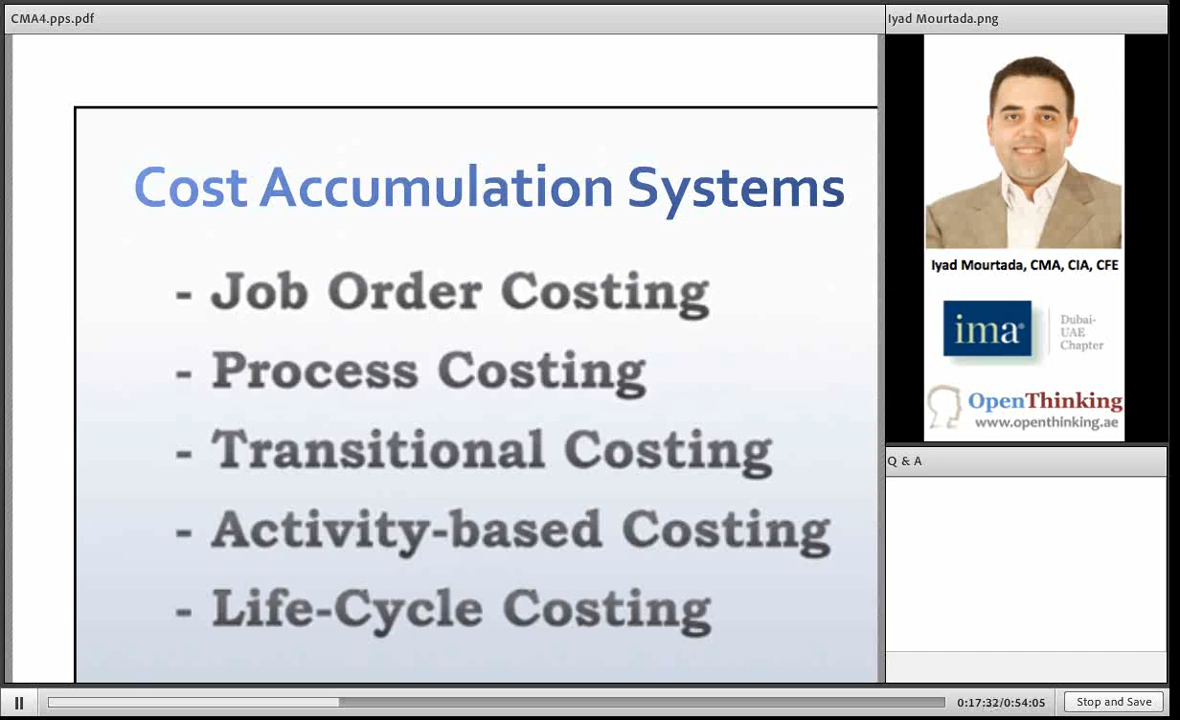 CMA4.pps.pdf
Iyad Mourtada.png
Cost Accumulation Systems
- Job Order Costing
- Process Costing
- Transitional Costing
- Activity-based Costing
- Life-Cycle Costing
Iyad Mourtada, CMA, CIA, CFE
ima®
Dubai-
UAE
Chapter
OpenThinking
www.openthinking.ae
Q & A
0:17:32/0:54:05
Stop and Save